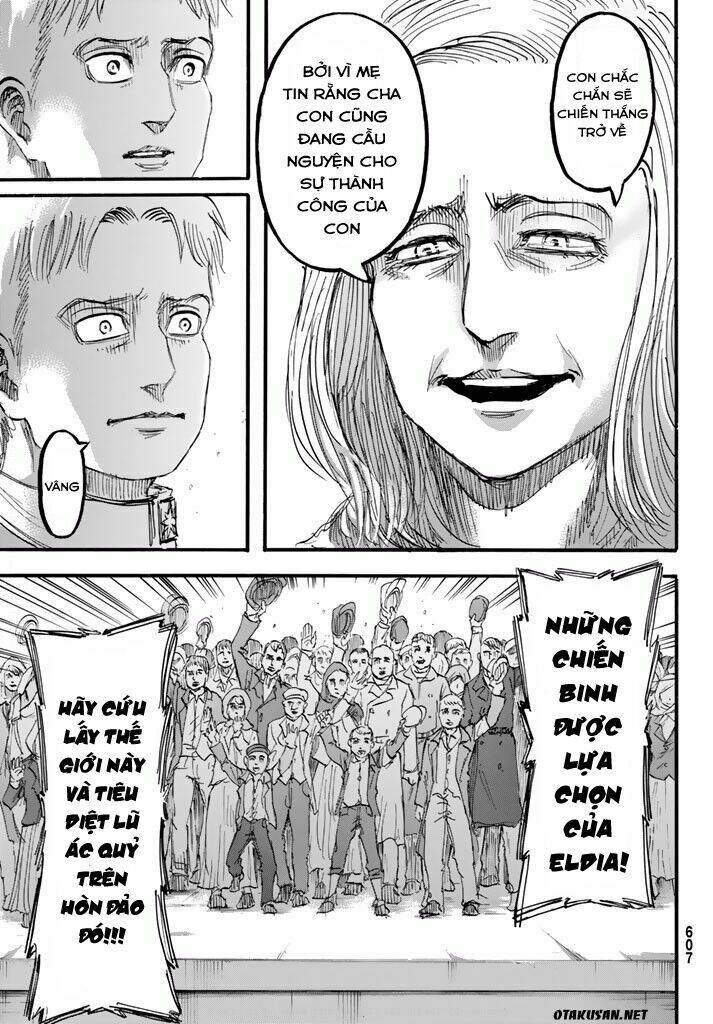 CON CHẮC
CHẮN SẼ
CHIẾN THẮNG
TRỞ VỀ
BỞI VÌ MẸ
TIN RẰNG CHA
CON CŨNG
ĐANG CẦU
NGUYỆN CHO
SỰ THÀNH
CÔNG CỦA
CON
VÂNG
NHỮNG
CHIẾN
BINH
ĐƯỢC
LỰA
CHỌN
CỦA
ELDIA!
HÃY CỨU
LẤY THẾ
GIỚI NÀY
VÀ TIÊU
DIỆT LŨ
ÁC QUỶ
TRÊN
HÒN ĐẢO
ĐÓ!!!
607
OTAKUSAN.NET